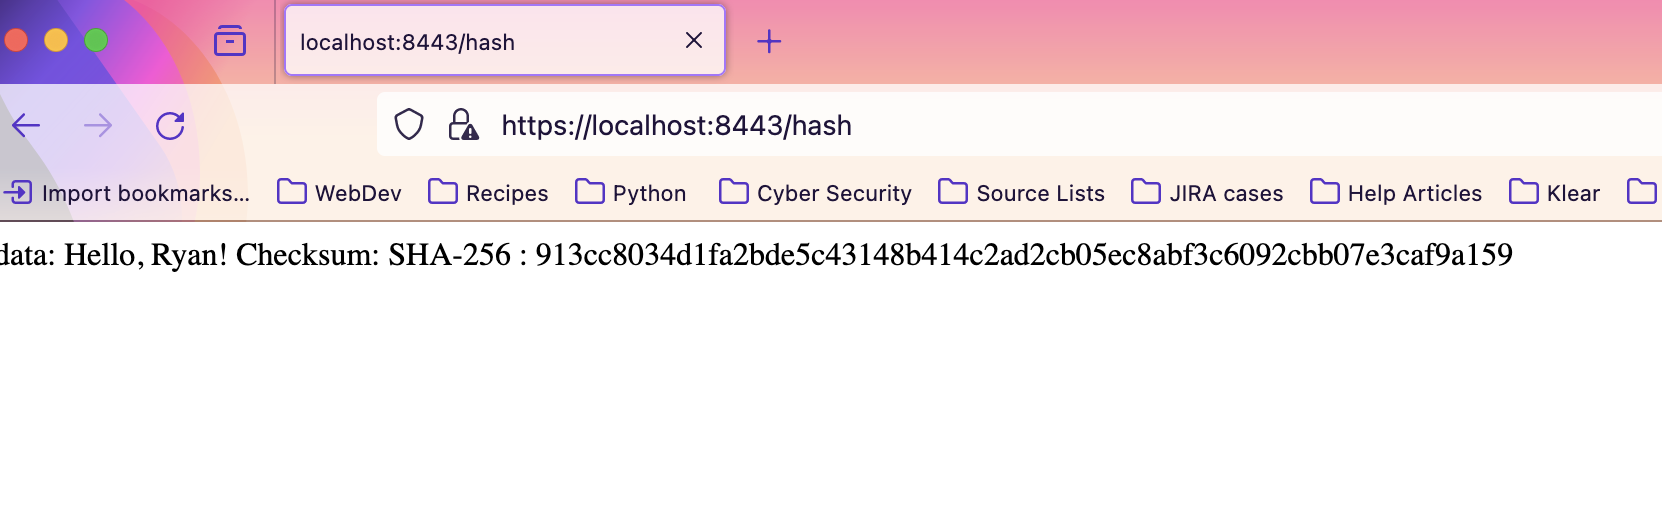 localhost:8443/hash
https://localhost:8443/hash
Import bookmarks... WebDev Recipes Python Cyber Security Source Lists JIRA cases Help Articles Klear
data: Hello, Ryan! Checksum: SHA-256 : 913cc8034d1fa2bde5c43148b414c2ad2cb05ec8abf3c6092cbb07e3caf9a159